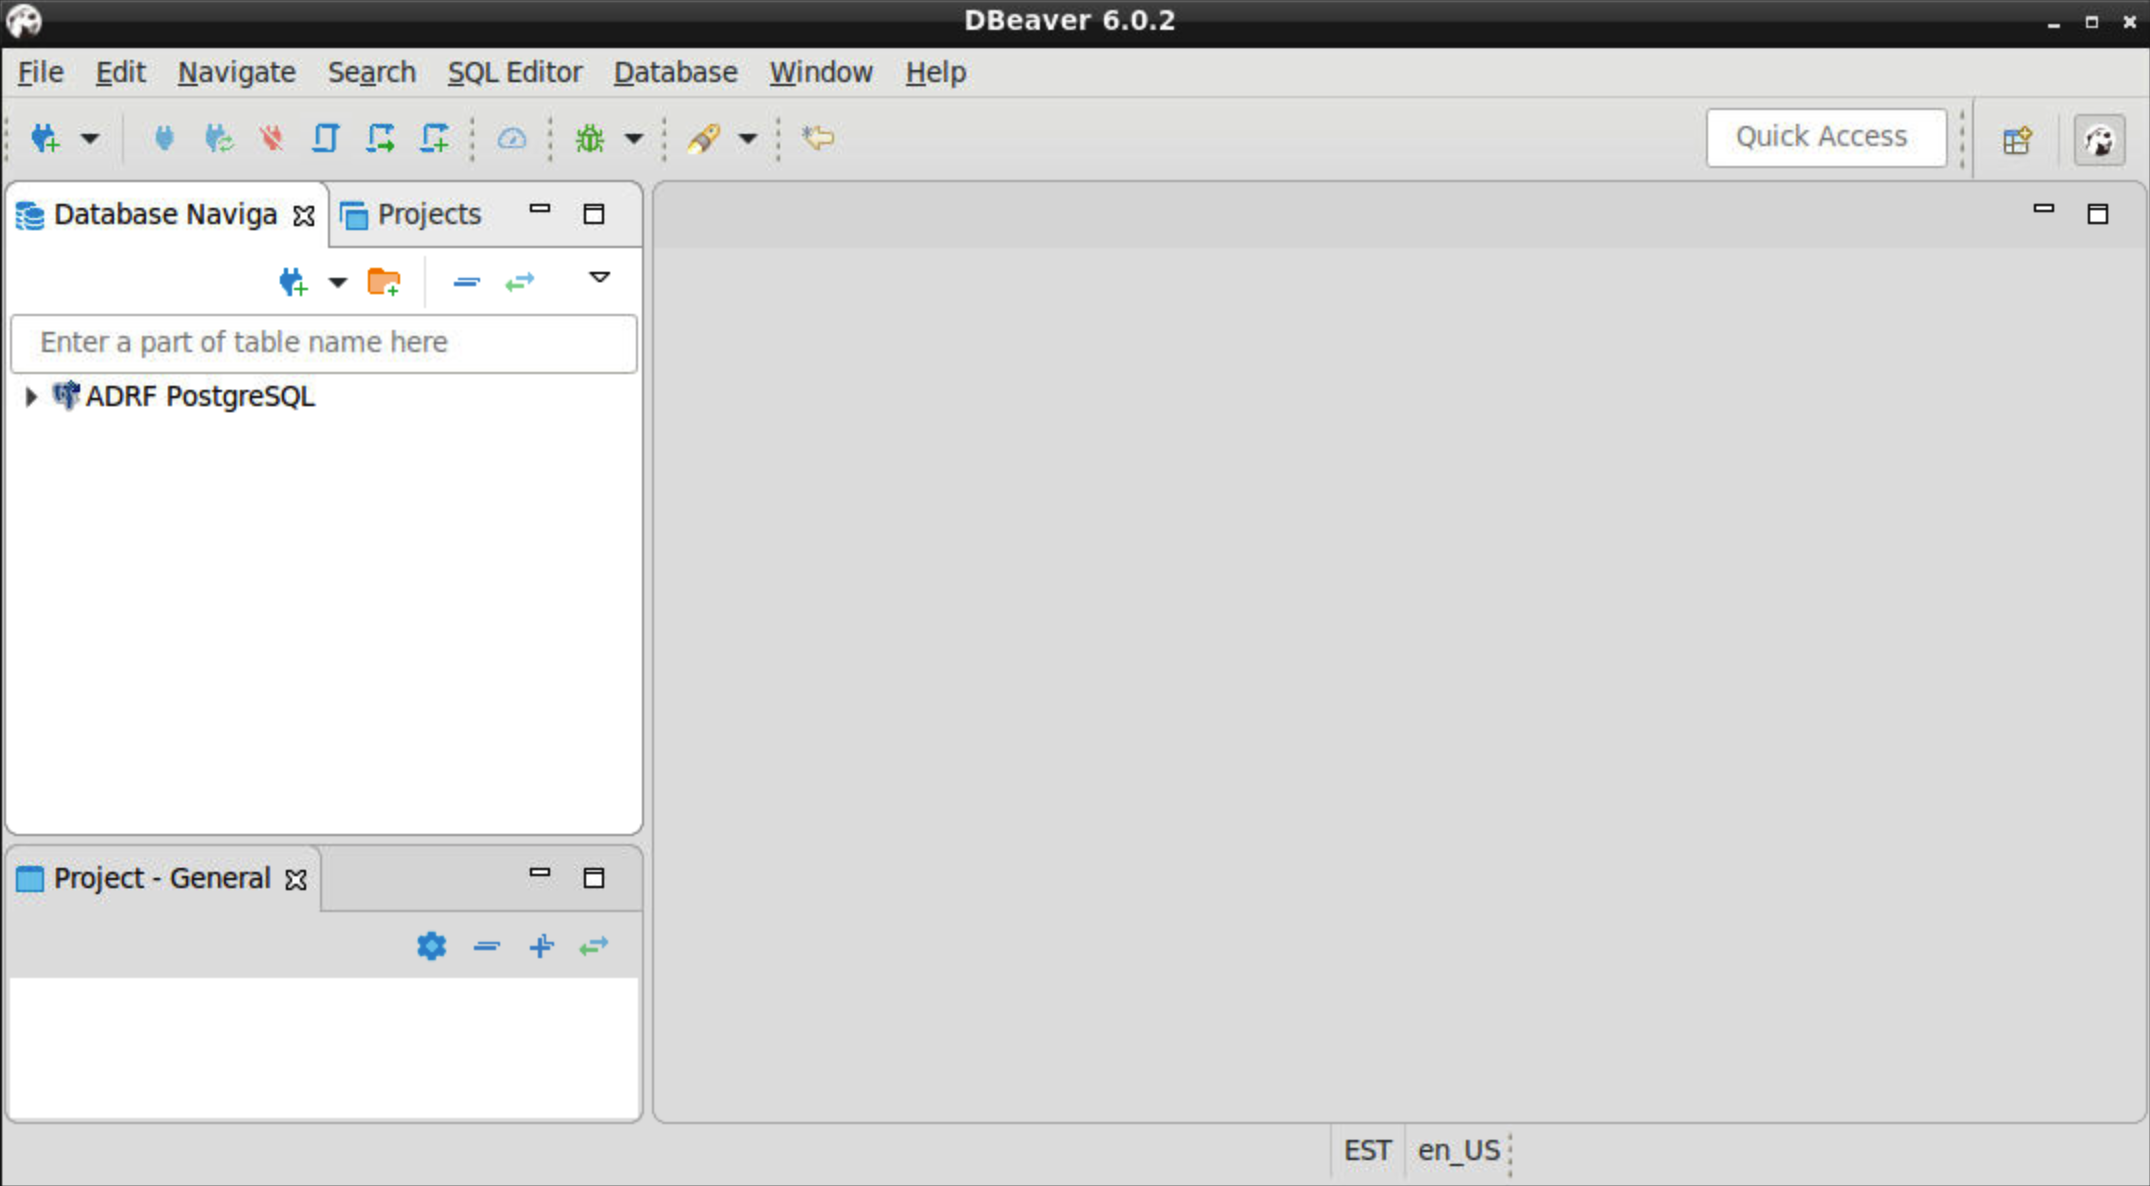 DBeaver 6.0.2
File Edit Navigate Search SQL Editor Database Window Help
Quick Access
Database Naviga Projects
Enter a part of table name here
ADRF PostgreSQL
Project - General
EST en_US